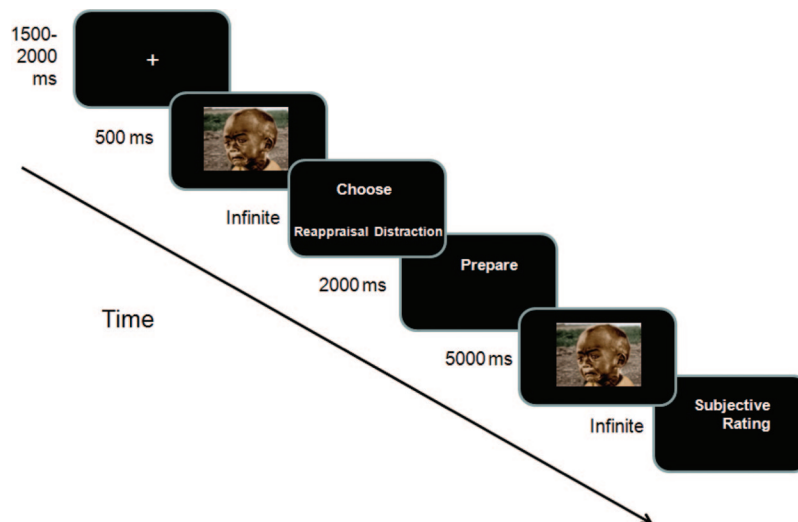 1500-
2000
ms
+
500 ms
Infinite
Choose
Reappraisal Distraction
2000 ms
Prepare
Time
5000 ms
Infinite
Subjective
Rating